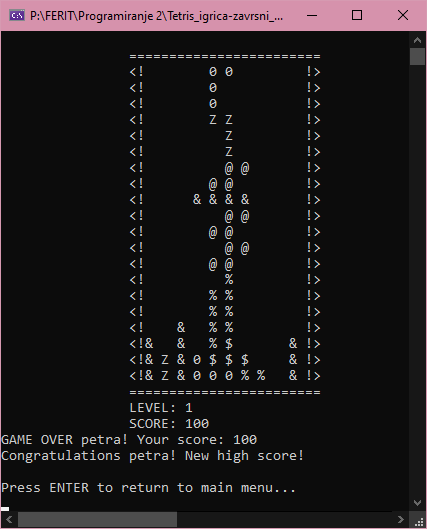 P:\FERIT\Programiranje 2\Tetris_igrica-zavrsni_...
========================
<!        0 0         !>
<!        0           !>
<!        0           !>
<!        Z Z         !>
<!          Z         !>
<!          Z         !>
<!          @ @       !>
<!        @ @         !>
<!      & & & &       !>
<!          @ @       !>
<!        @ @         !>
<!          @ @       !>
<!        @ @         !>
<!          %         !>
<!        % %         !>
<!        % %         !>
<!    &   % %         !>
<!&   &   % $       & !>
<!& Z & 0 $ $ $     & !>
<!& Z & 0 0 0 % %   & !>
========================
LEVEL: 1
SCORE: 100
GAME OVER petra! Your score: 100
Congratulations petra! New high score!
Press ENTER to return to main menu...